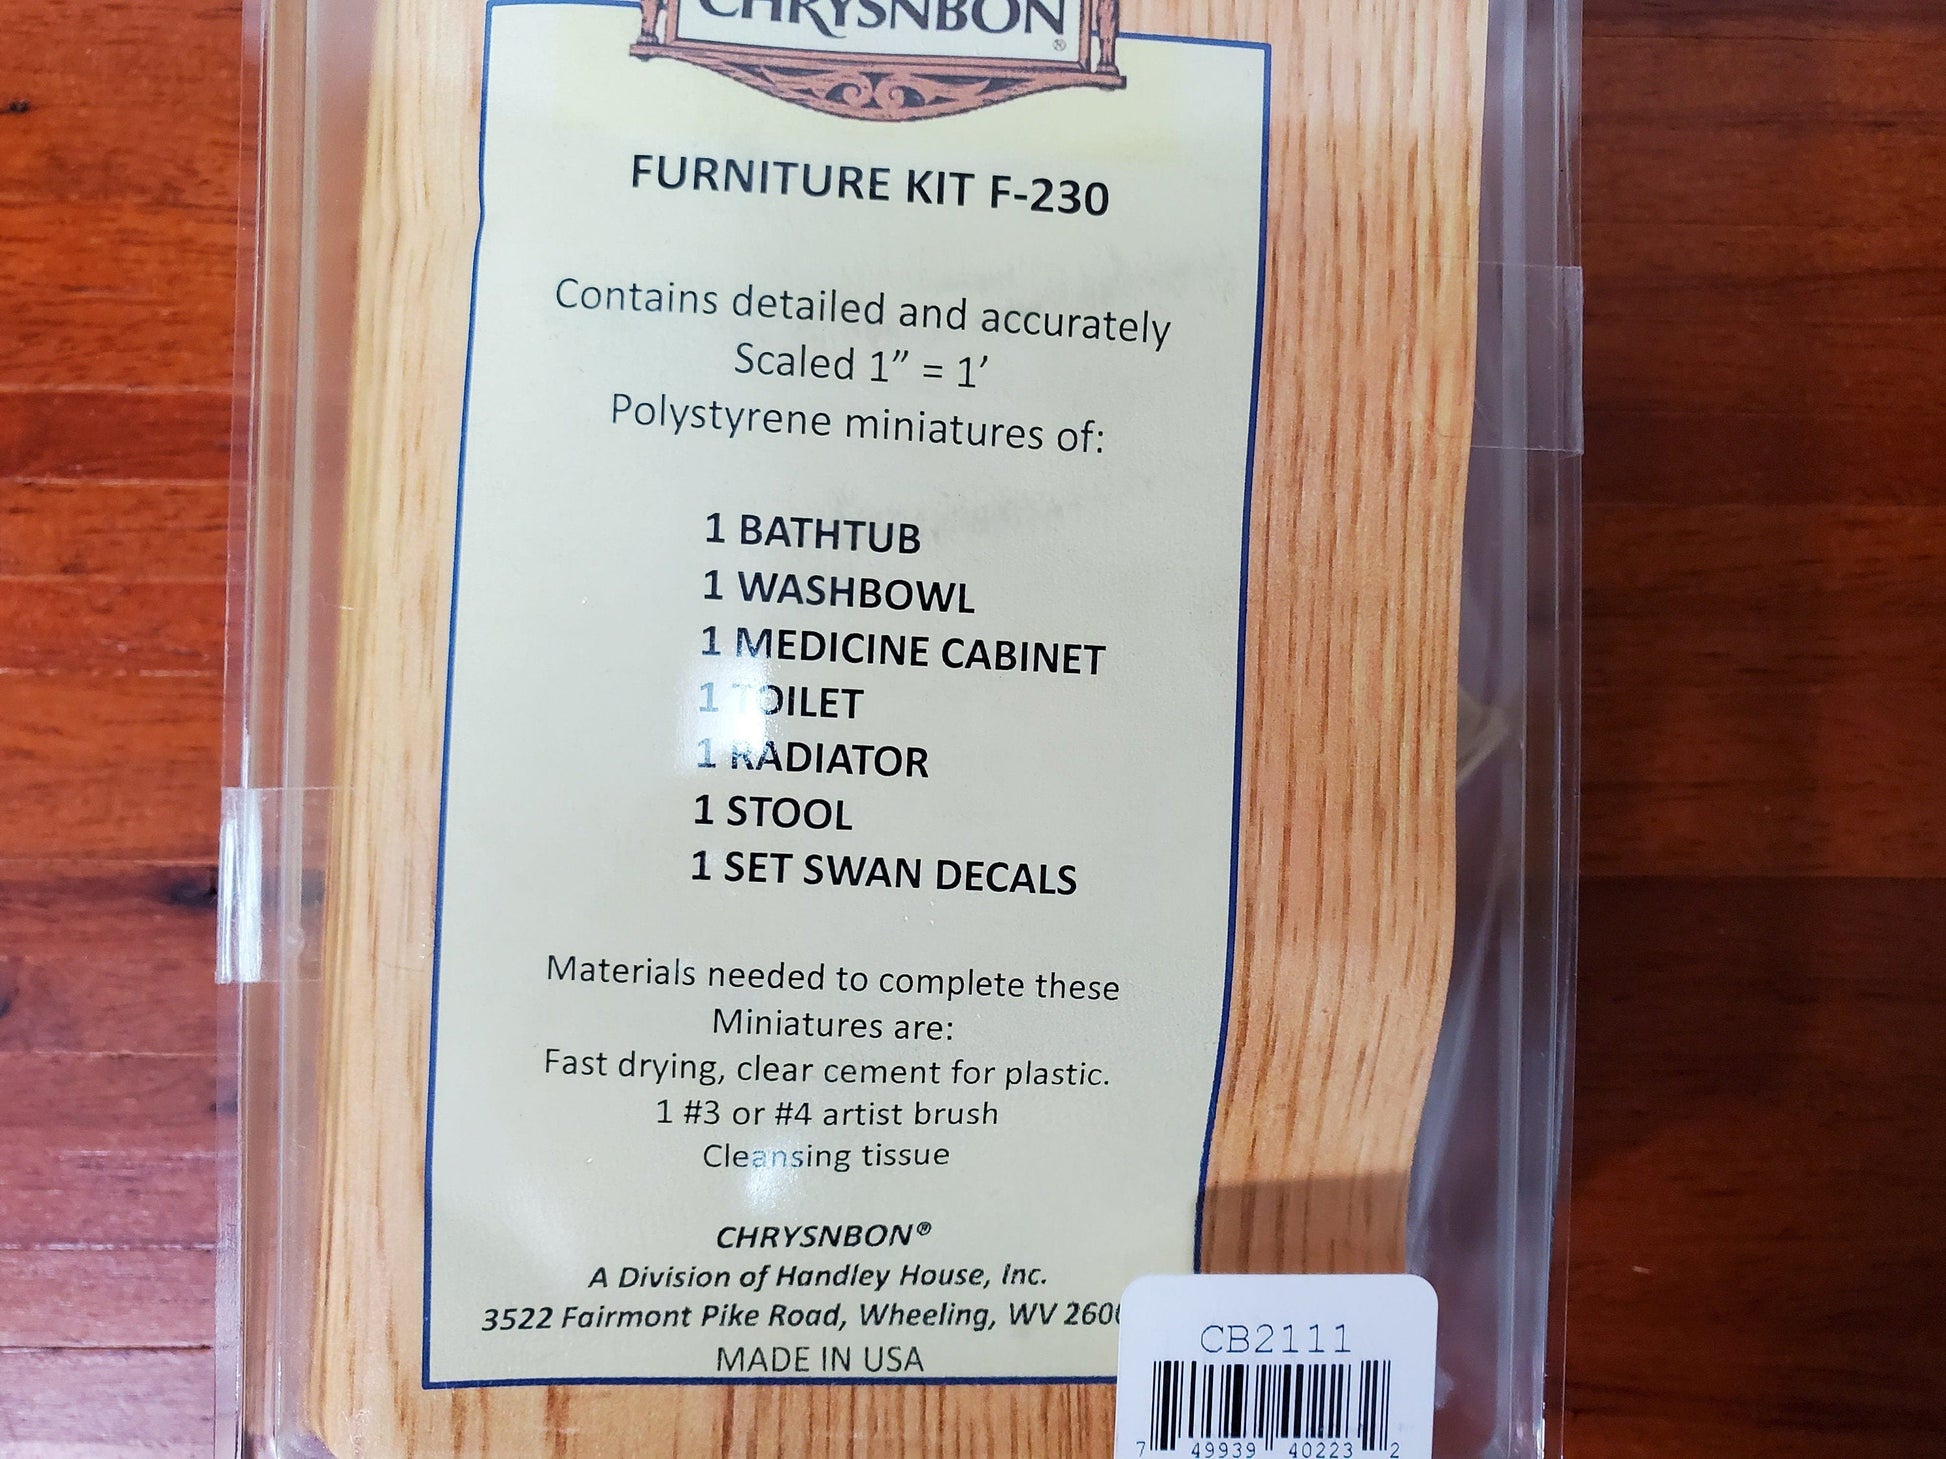 CHRYSNBON
®
FURNITURE KIT F-230
Contains detailed and accurately
Scaled 1” = 1’
Polystyrene miniatures of:
1 BATHTUB
1 WASHBOWL
1 MEDICINE CABINET
1 TOILET
1 RADIATOR
1 STOOL
1 SET SWAN DECALS
Materials needed to complete these
Miniatures are:
Fast drying, clear cement for plastic.
1 #3 or #4 artist brush
Cleansing tissue
CHRYSNBON®
A Division of Handley House, Inc.
3522 Fairmont Pike Road, Wheeling, WV
MADE IN USA
CB2111
7 49939 40223 2